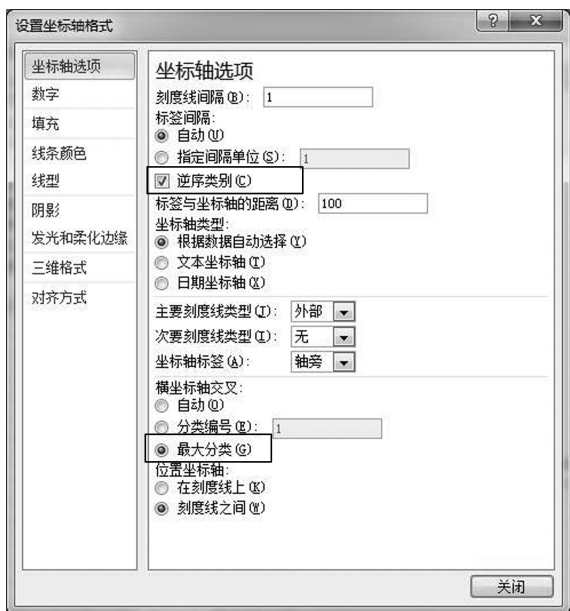 设置坐标轴格式
坐标轴选项
数字
填充
线条颜色
线型
阴影
发光和柔化边缘
三维格式
对齐方式
坐标轴选项
刻度线间隔(B): 1
标签间隔:
自动(U)
指定间隔单位(S): 1
逆序类别(C)
标签与坐标轴的距离(D): 100
坐标轴类型:
根据数据自动选择(Y)
文本坐标轴(T)
日期坐标轴(X)
主要刻度线类型(J): 外部
次要刻度线类型(I): 无
坐标轴标签(A): 轴旁
横坐标轴交叉:
自动(O)
分类编号(E): 1
最大分类(G)
位置坐标轴:
在刻度线上(K)
刻度线之间(W)
关闭